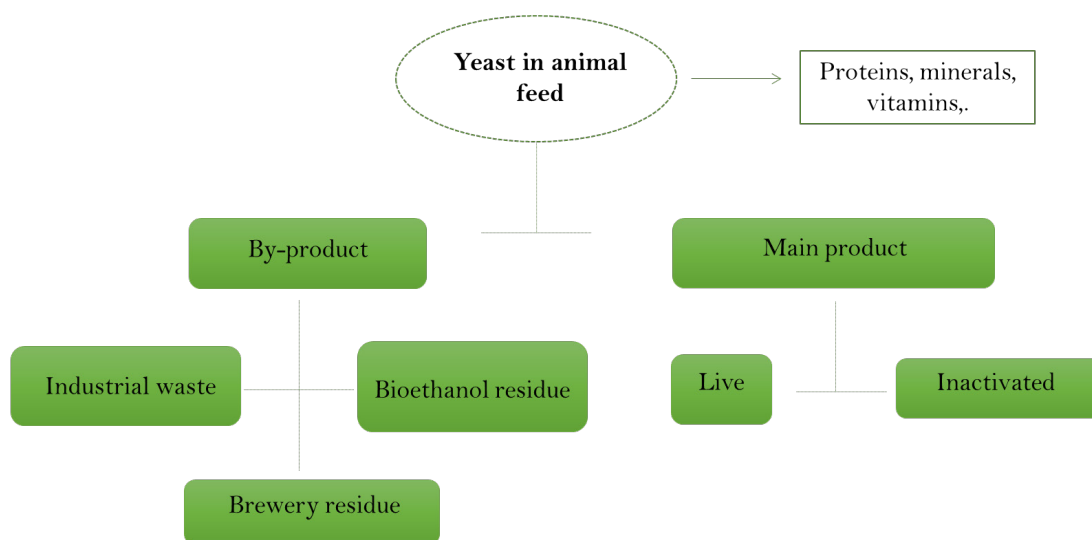 Yeast in animal
feed
Proteins, minerals,
vitamins,.
By-product
Main product
Industrial waste
Bioethanol residue
Live
Inactivated
Brewery residue